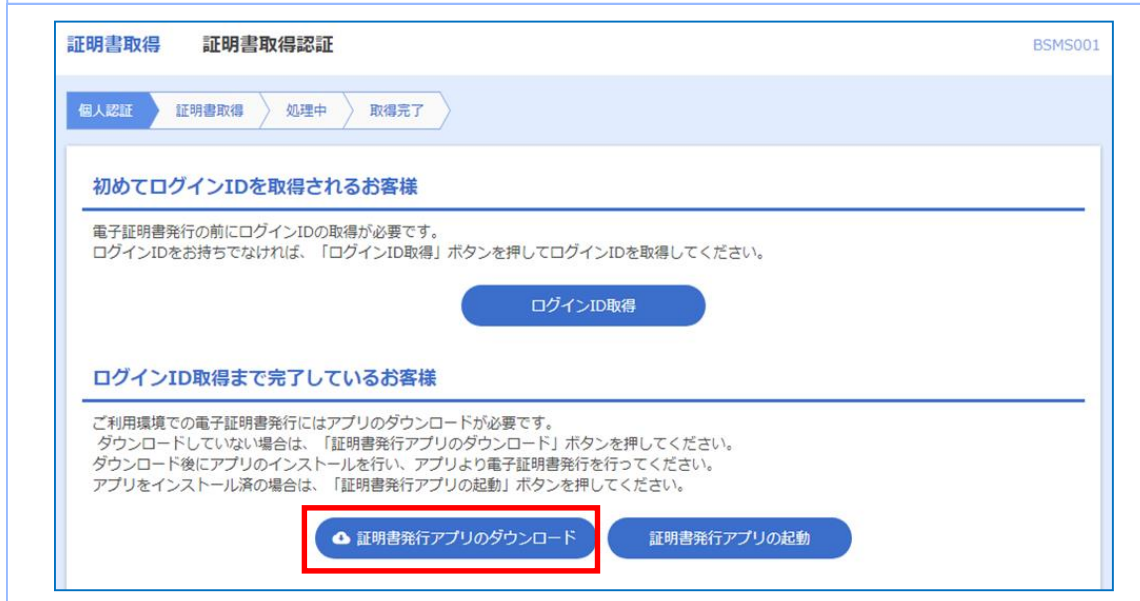 証明書取得 証明書取得認証 BSMS001
個人認証 証明書取得 処理中 取得完了
初めてログインIDを取得されるお客様
電子証明書発行の前にログインIDの取得が必要です。
ログインIDをお持ちでなければ、「ログインID取得」ボタンを押してログインIDを取得してください。
ログインID取得
ログインID取得まで完了しているお客様
ご利用環境での電子証明書発行にはアプリのダウンロードが必要です。
ダウンロードしていない場合は、「証明書発行アプリのダウンロード」ボタンを押してください。
ダウンロード後にアプリのインストールを行い、アプリより電子証明書発行を行ってください。
アプリをインストール済の場合は、「証明書発行アプリの起動」ボタンを押してください。
証明書発行アプリのダウンロード 証明書発行アプリの起動